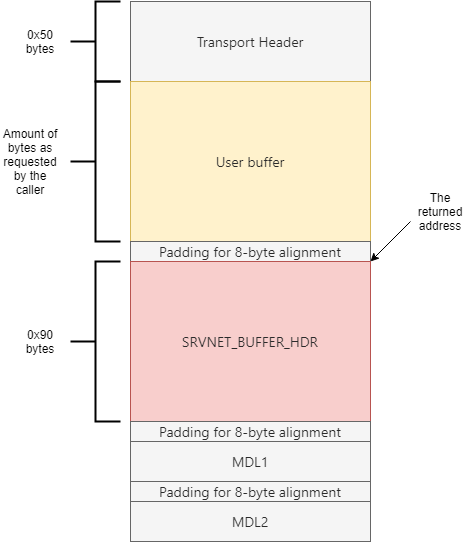 0x50
bytes
Transport Header
Amount of
bytes as
requested
by the
caller
User buffer
The
returned
address
Padding for 8-byte alignment
0x90
bytes
SRVNET_BUFFER_HDR
Padding for 8-byte alignment
MDL1
Padding for 8-byte alignment
MDL2